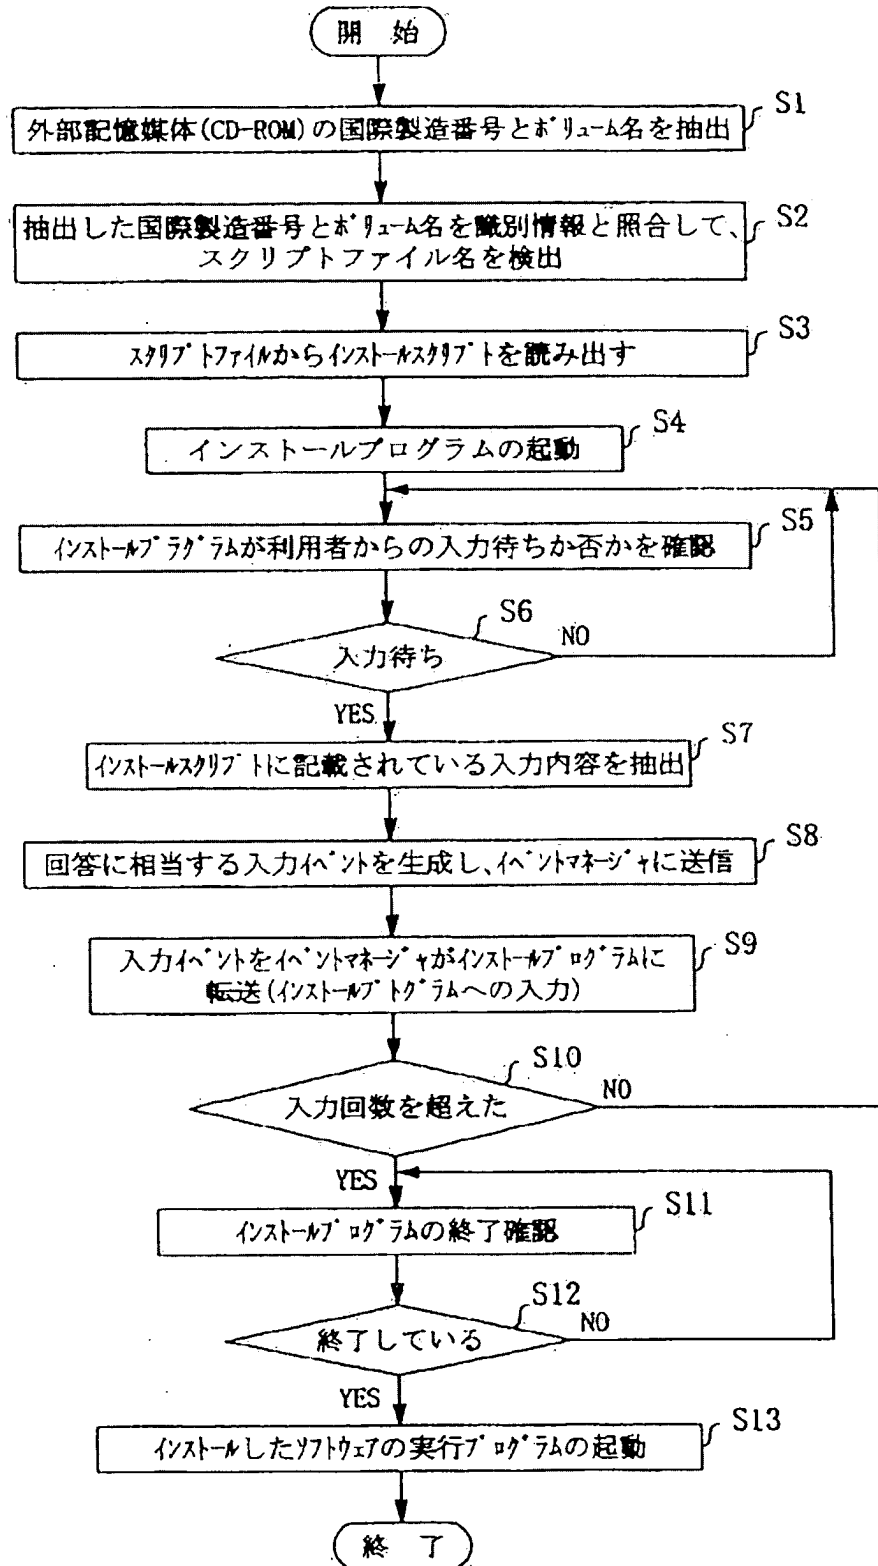 開 始
S1
外部記憶媒体(CD-ROM)の国際製造番号とボリューム名を抽出
S2
抽出した国際製造番号とボリューム名を識別情報と照合して、
スクリプトファイル名を検出
S3
スクリプトファイルからインストールスクリプトを読み出す
S4
インストールプログラムの起動
S5
インストールプラグラムが利用者からの入力待ちか否かを確認
S6
入力待ち
NO
YES
S7
インストールスクリプトに記載されている入力内容を抽出
S8
回答に相当する入力イベントを生成し、イベントマネージャに送信
S9
入力イベントをイベントマネージャがインストールプログラムに
転送(インストールプトグラムへの入力)
S10
入力回数を超えた
NO
YES
S11
インストールプログラムの終了確認
S12
終了している
NO
YES
S13
インストールしたソフトウェアの実行プログラムの起動
終 了